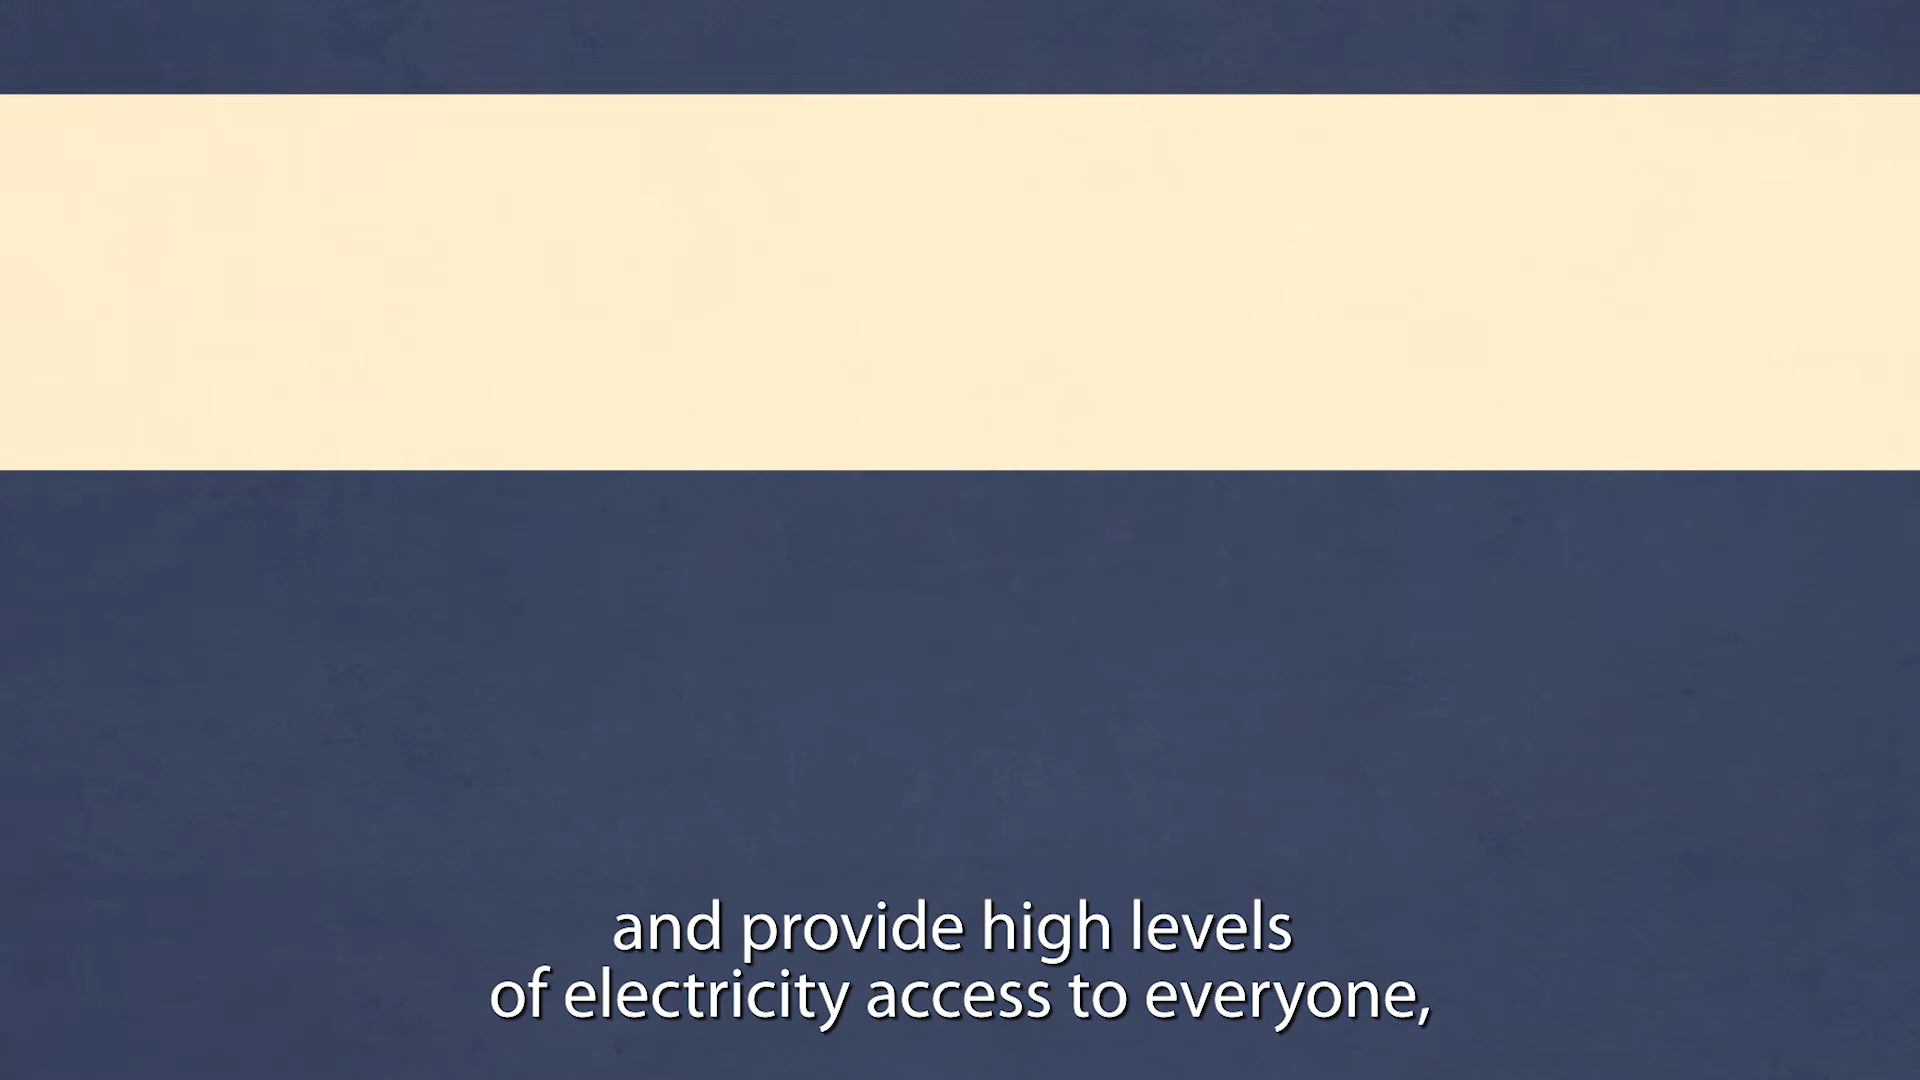 and provide high levels
of electricity access to everyone,